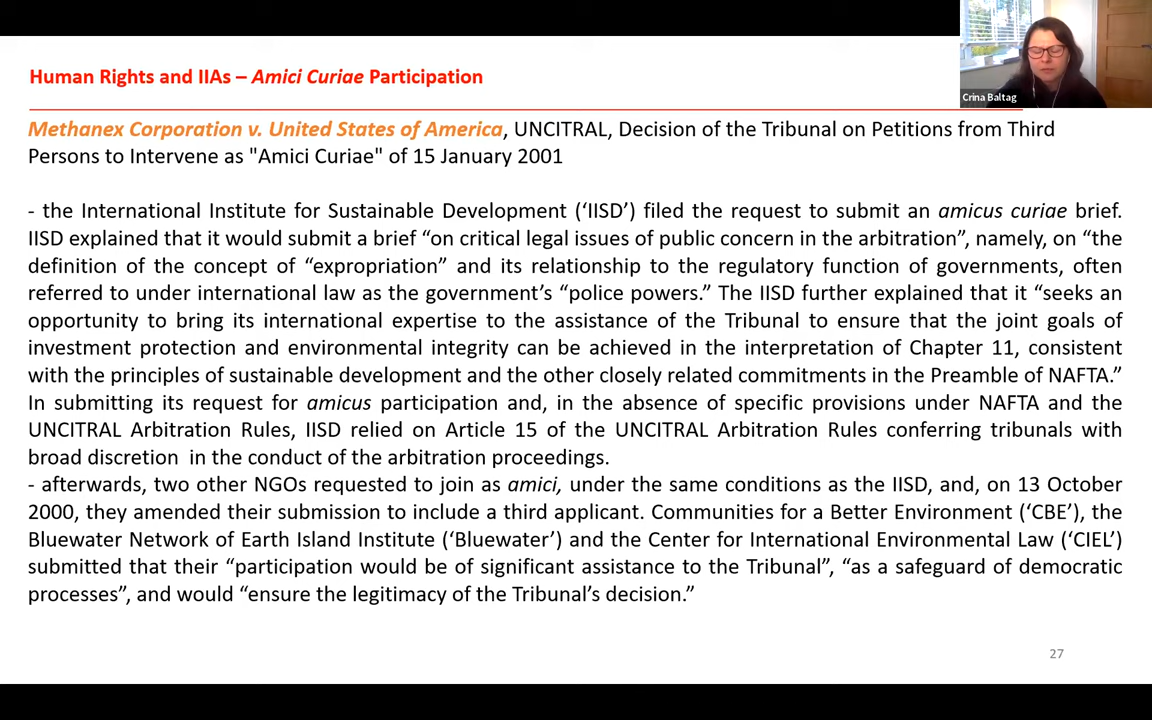 Crina Baltag
Human Rights and IIAs – Amici Curiae Participation
Methanex Corporation v. United States of America, UNCITRAL, Decision of the Tribunal on Petitions from Third
Persons to Intervene as "Amici Curiae" of 15 January 2001
- the International Institute for Sustainable Development (‘IISD’) filed the request to submit an amicus curiae brief.
IISD explained that it would submit a brief “on critical legal issues of public concern in the arbitration”, namely, on “the
definition of the concept of “expropriation” and its relationship to the regulatory function of governments, often
referred to under international law as the government’s “police powers.” The IISD further explained that it “seeks an
opportunity to bring its international expertise to the assistance of the Tribunal to ensure that the joint goals of
investment protection and environmental integrity can be achieved in the interpretation of Chapter 11, consistent
with the principles of sustainable development and the other closely related commitments in the Preamble of NAFTA.”
In submitting its request for amicus participation and, in the absence of specific provisions under NAFTA and the
UNCITRAL Arbitration Rules, IISD relied on Article 15 of the UNCITRAL Arbitration Rules conferring tribunals with
broad discretion in the conduct of the arbitration proceedings.
- afterwards, two other NGOs requested to join as amici, under the same conditions as the IISD, and, on 13 October
2000, they amended their submission to include a third applicant. Communities for a Better Environment (‘CBE’), the
Bluewater Network of Earth Island Institute (‘Bluewater’) and the Center for International Environmental Law (‘CIEL’)
submitted that their “participation would be of significant assistance to the Tribunal”, “as a safeguard of democratic
processes”, and would “ensure the legitimacy of the Tribunal’s decision.”
27